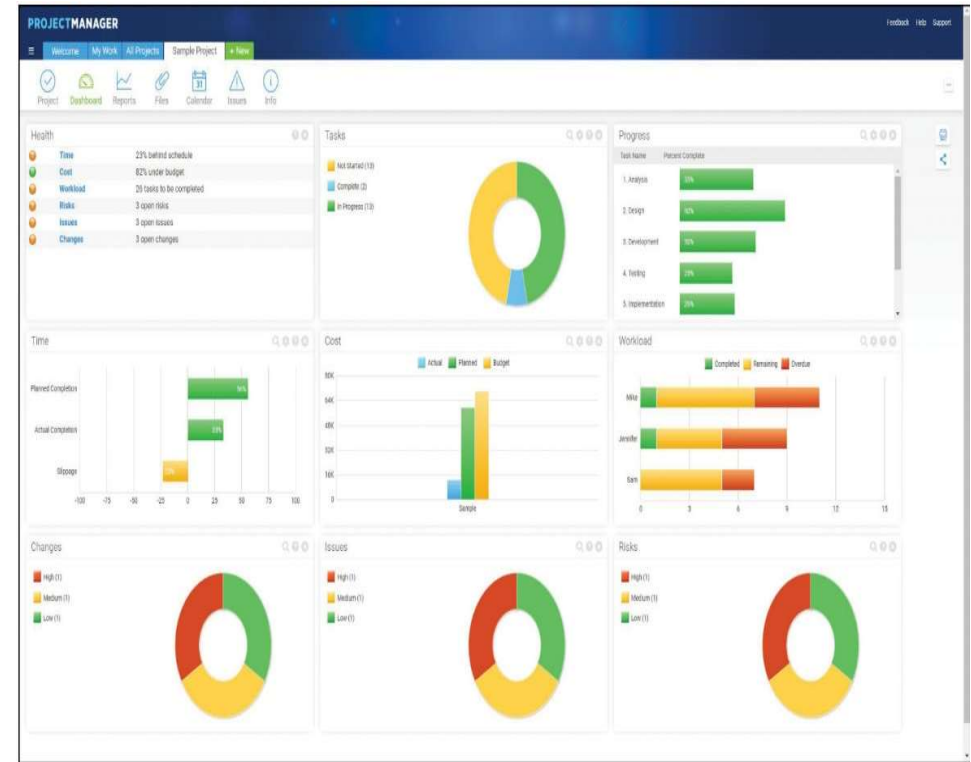 PROJECTMANAGER
Feedback Help Support
Welcome My Work All Projects Sample Project + New
Project Dashboard Reports Files Calendar Issues Info
31
Health
Time 23% behind schedule
Cost 82% under budget
Workload 26 tasks to be completed
Risks 3 open risks
Issues 3 open issues
Changes 3 open changes
Tasks
Not Started (13)
Complete (2)
In Progress (13)
Progress
Task Name Percent Complete
1. Analysis
2. Design
3. Development
4. Testing
5. Implementation
Time
Planned Completion
Actual Completion
Slippage
-100 -75 -50 -25 0 25 50 75 100
Cost
Actual Planned Budget
80K
64K
48K
32K
16K
0
Sample
Workload
Completed Remaining Overdue
Mike
Jennifer
Sam
0 3 6 9 12 15
Changes
High (1)
Medium (1)
Low (1)
Issues
High (1)
Medium (1)
Low (1)
Risks
High (1)
Medium (1)
Low (1)